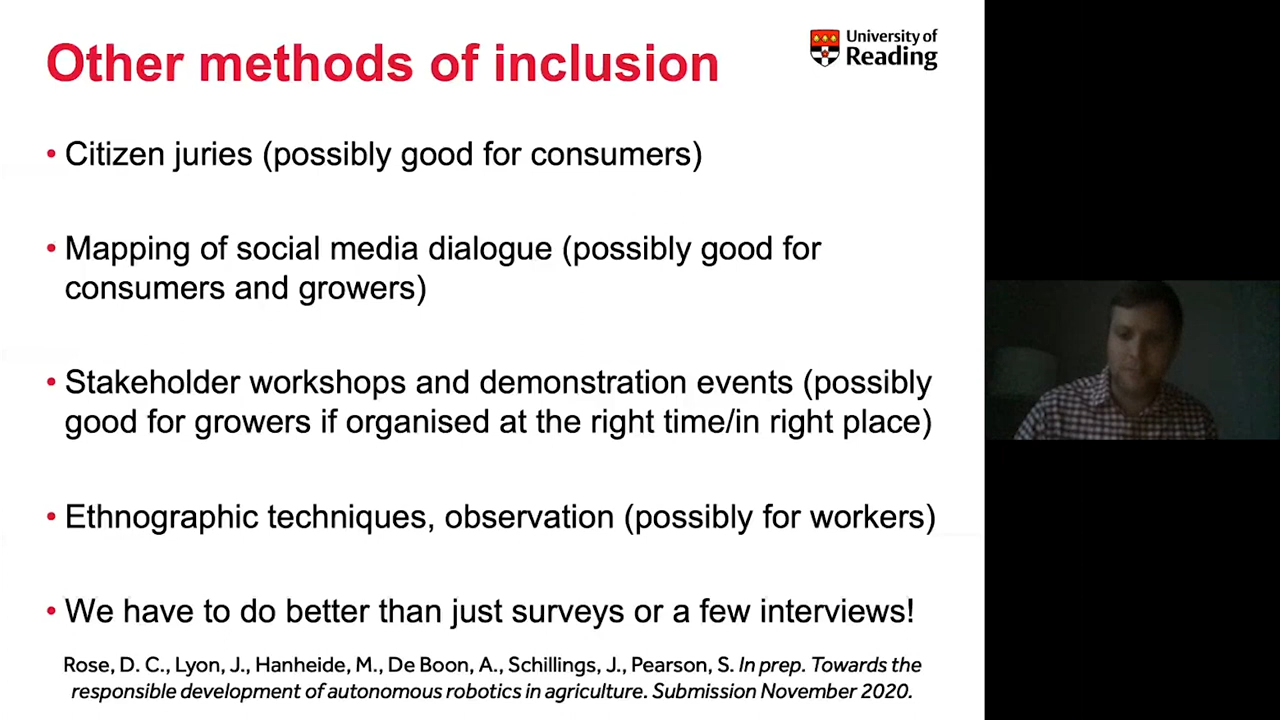 Other methods of inclusion
University of
Reading
• Citizen juries (possibly good for consumers)
• Mapping of social media dialogue (possibly good for
consumers and growers)
• Stakeholder workshops and demonstration events (possibly
good for growers if organised at the right time/in right place)
• Ethnographic techniques, observation (possibly for workers)
• We have to do better than just surveys or a few interviews!
Rose, D. C., Lyon, J., Hanheide, M., De Boon, A., Schillings, J., Pearson, S. In prep. Towards the
responsible development of autonomous robotics in agriculture. Submission November 2020.